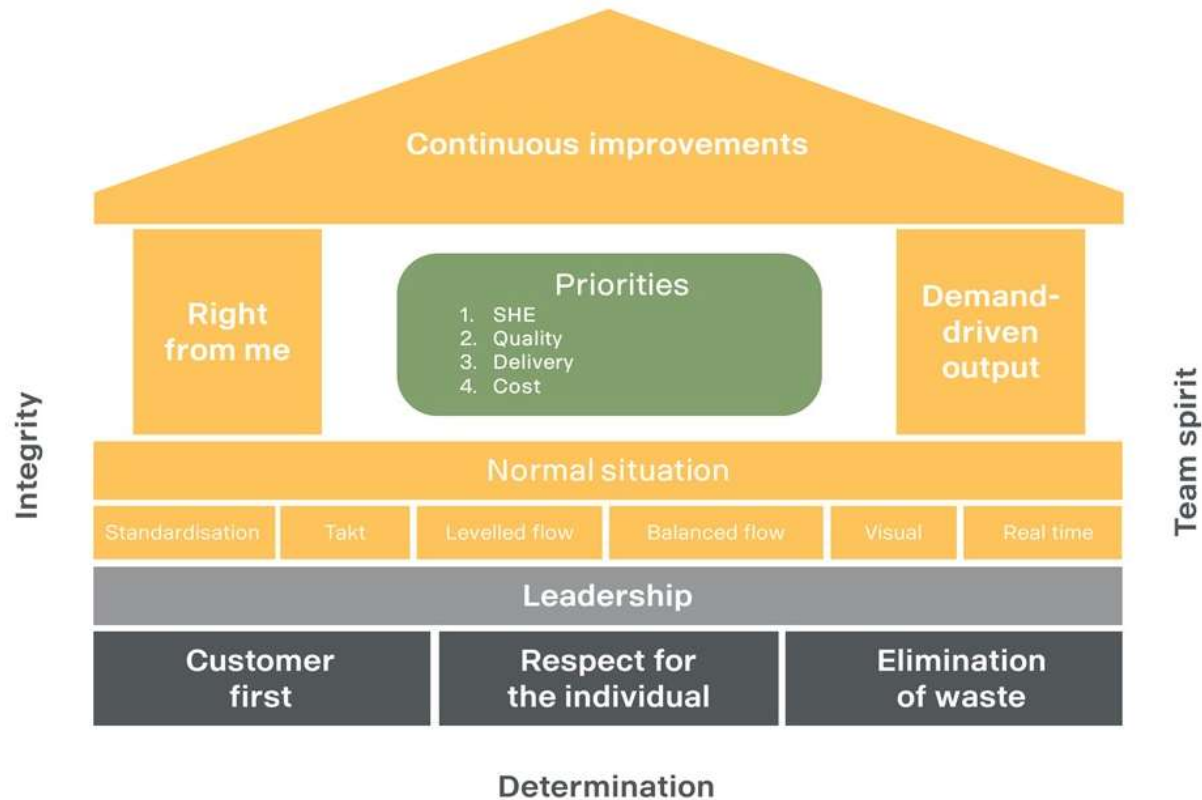 Continuous improvements
Right
from me
Priorities
1. SHE
2. Quality
3. Delivery
4. Cost
Demand-
driven
output
Integrity
Team spirit
Normal situation
Standardisation
Takt
Levelled flow
Balanced flow
Visual
Real time
Leadership
Customer
first
Respect for
the individual
Elimination
of waste
Determination